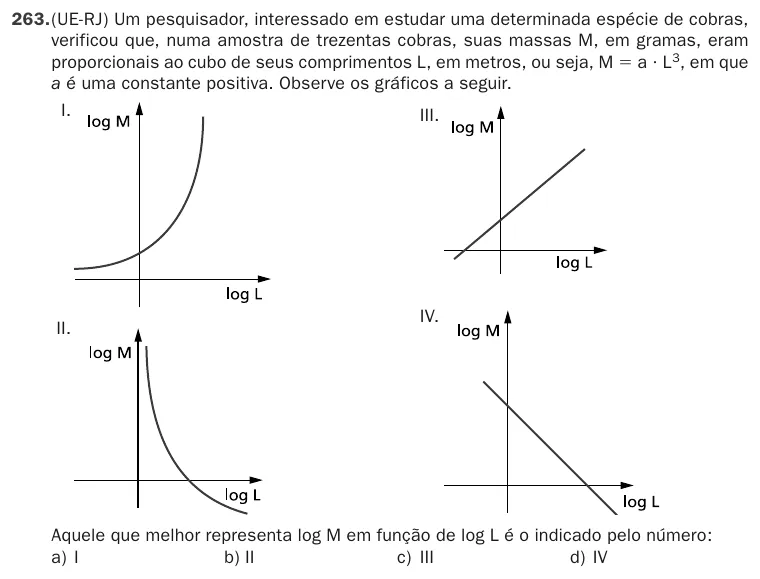 263.(UE-RJ) Um pesquisador, interessado em estudar uma determinada espécie de cobras,
verificou que, numa amostra de trezentas cobras, suas massas M, em gramas, eram
proporcionais ao cubo de seus comprimentos L, em metros, ou seja, M = a · L³, em que
a é uma constante positiva. Observe os gráficos a seguir.
I.
log M
log L
II.
log M
log L
III.
log M
log L
IV.
log M
log L
Aquele que melhor representa log M em função de log L é o indicado pelo número:
a) I b) II c) III d) IV